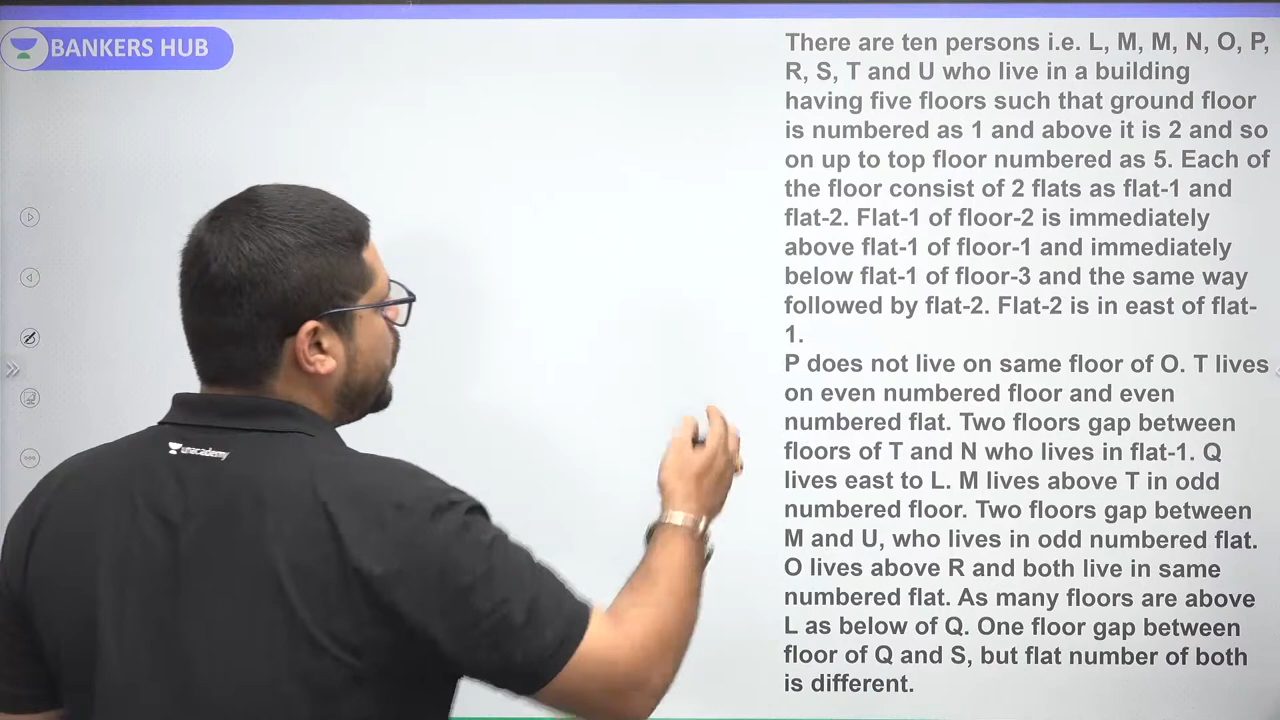 BANKERS HUB
There are ten persons i.e. L, M, M, N, O, P,
R, S, T and U who live in a building
having five floors such that ground floor
is numbered as 1 and above it is 2 and so
on up to top floor numbered as 5. Each of
the floor consist of 2 flats as flat-1 and
flat-2. Flat-1 of floor-2 is immediately
above flat-1 of floor-1 and immediately
below flat-1 of floor-3 and the same way
followed by flat-2. Flat-2 is in east of flat-
1.
P does not live on same floor of O. T lives
on even numbered floor and even
numbered flat. Two floors gap between
floors of T and N who lives in flat-1. Q
lives east to L. M lives above T in odd
numbered floor. Two floors gap between
M and U, who lives in odd numbered flat.
O lives above R and both live in same
numbered flat. As many floors are above
L as below of Q. One floor gap between
floor of Q and S, but flat number of both
is different.
unacademy